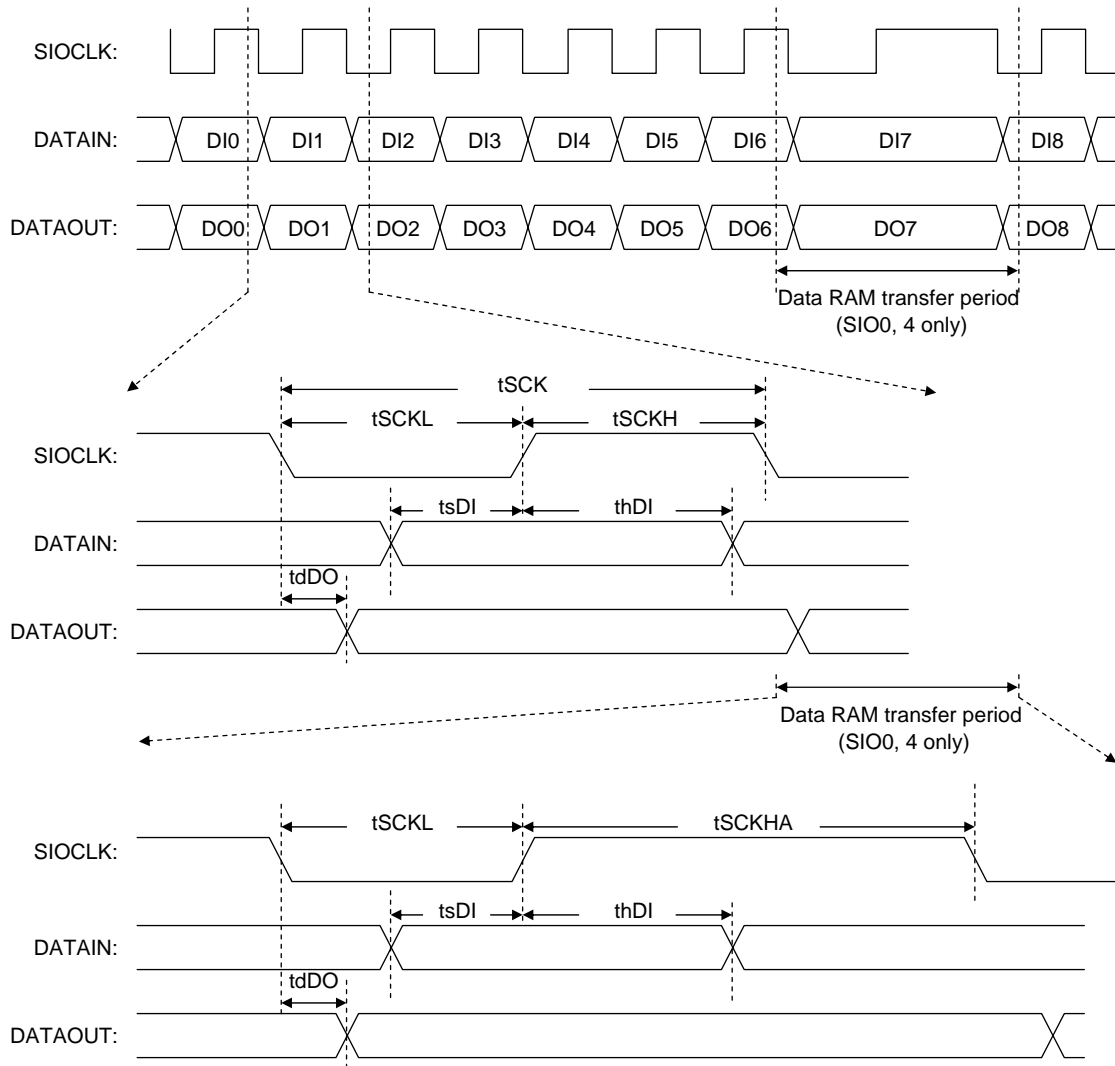 SIOCLK:
DATAIN: DI0 DI1 DI2 DI3 DI4 DI5 DI6 DI7 DI8
DATAOUT: DO0 DO1 DO2 DO3 DO4 DO5 DO6 DO7 DO8
Data RAM transfer period
(SIO0, 4 only)
tSCK
tSCKL tSCKH
SIOCLK:
tsDI thDI
DATAIN:
tdDO
DATAOUT:
Data RAM transfer period
(SIO0, 4 only)
tSCKL tSCKHA
SIOCLK:
tsDI thDI
DATAIN:
tdDO
DATAOUT: